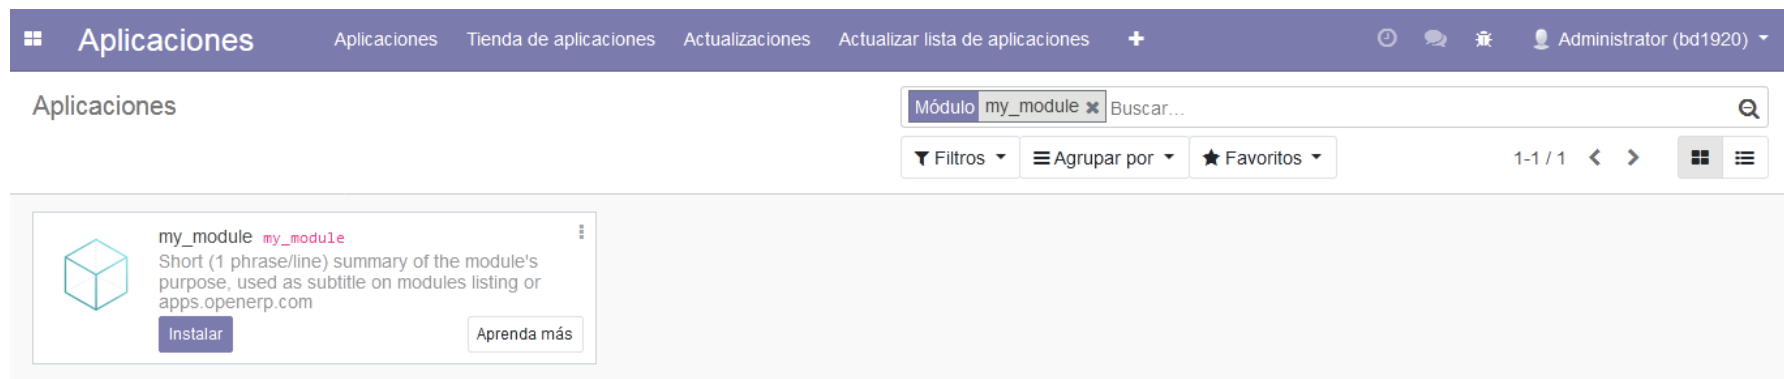 Aplicaciones Aplicaciones Tienda de aplicaciones Actualizaciones Actualizar lista de aplicaciones Administrator (bd1920)
Aplicaciones
Módulo my_module Buscar...
Filtros Agrupar por Favoritos 1-1 / 1
my_module my_module
Short (1 phrase/line) summary of the module's
purpose, used as subtitle on modules listing or
apps.openerp.com
Instalar Aprenda más